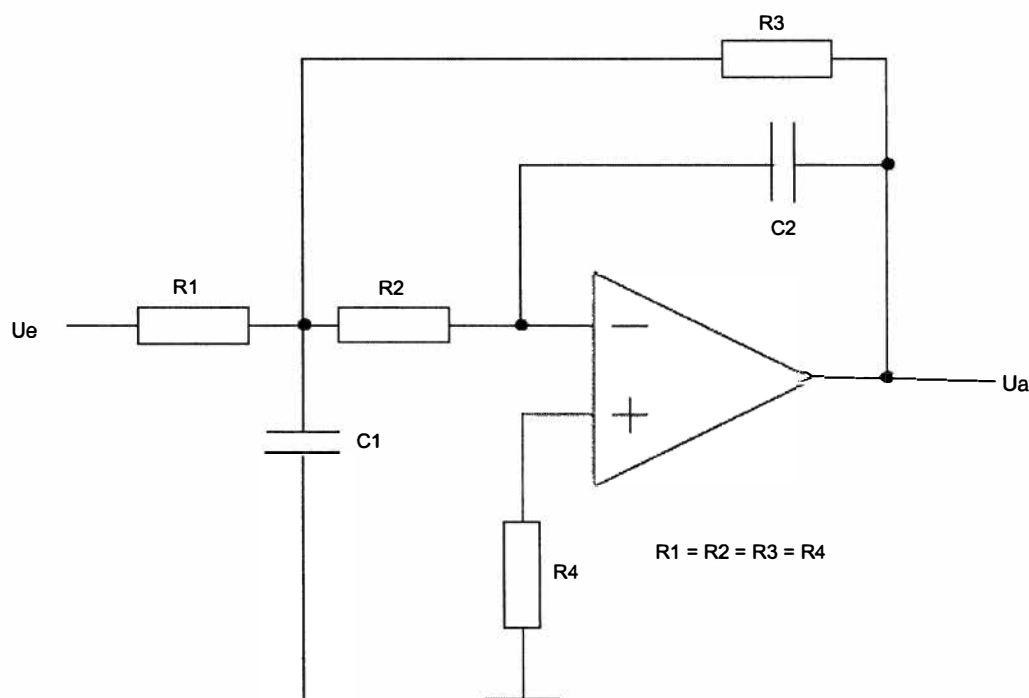 R3
C2
R1
R2
Ue
−
Ua
+
C1
R4
R1 = R2 = R3 = R4